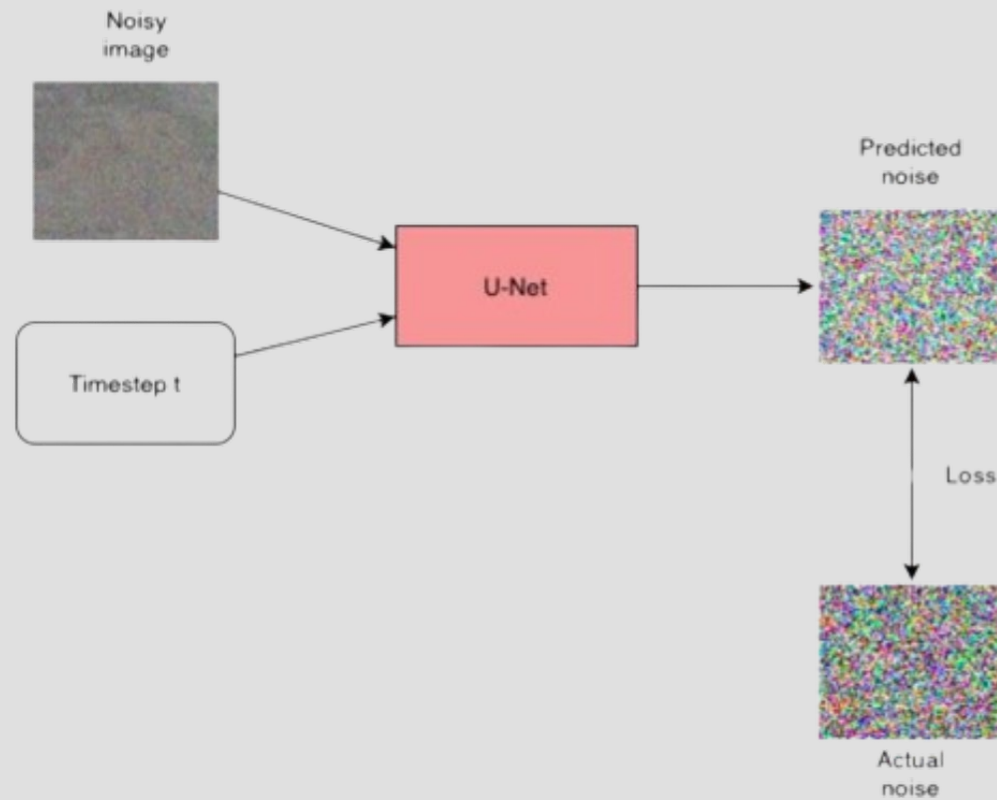 Noisy
image
Predicted
noise
U-Net
Timestep t
Loss
Actual
noise